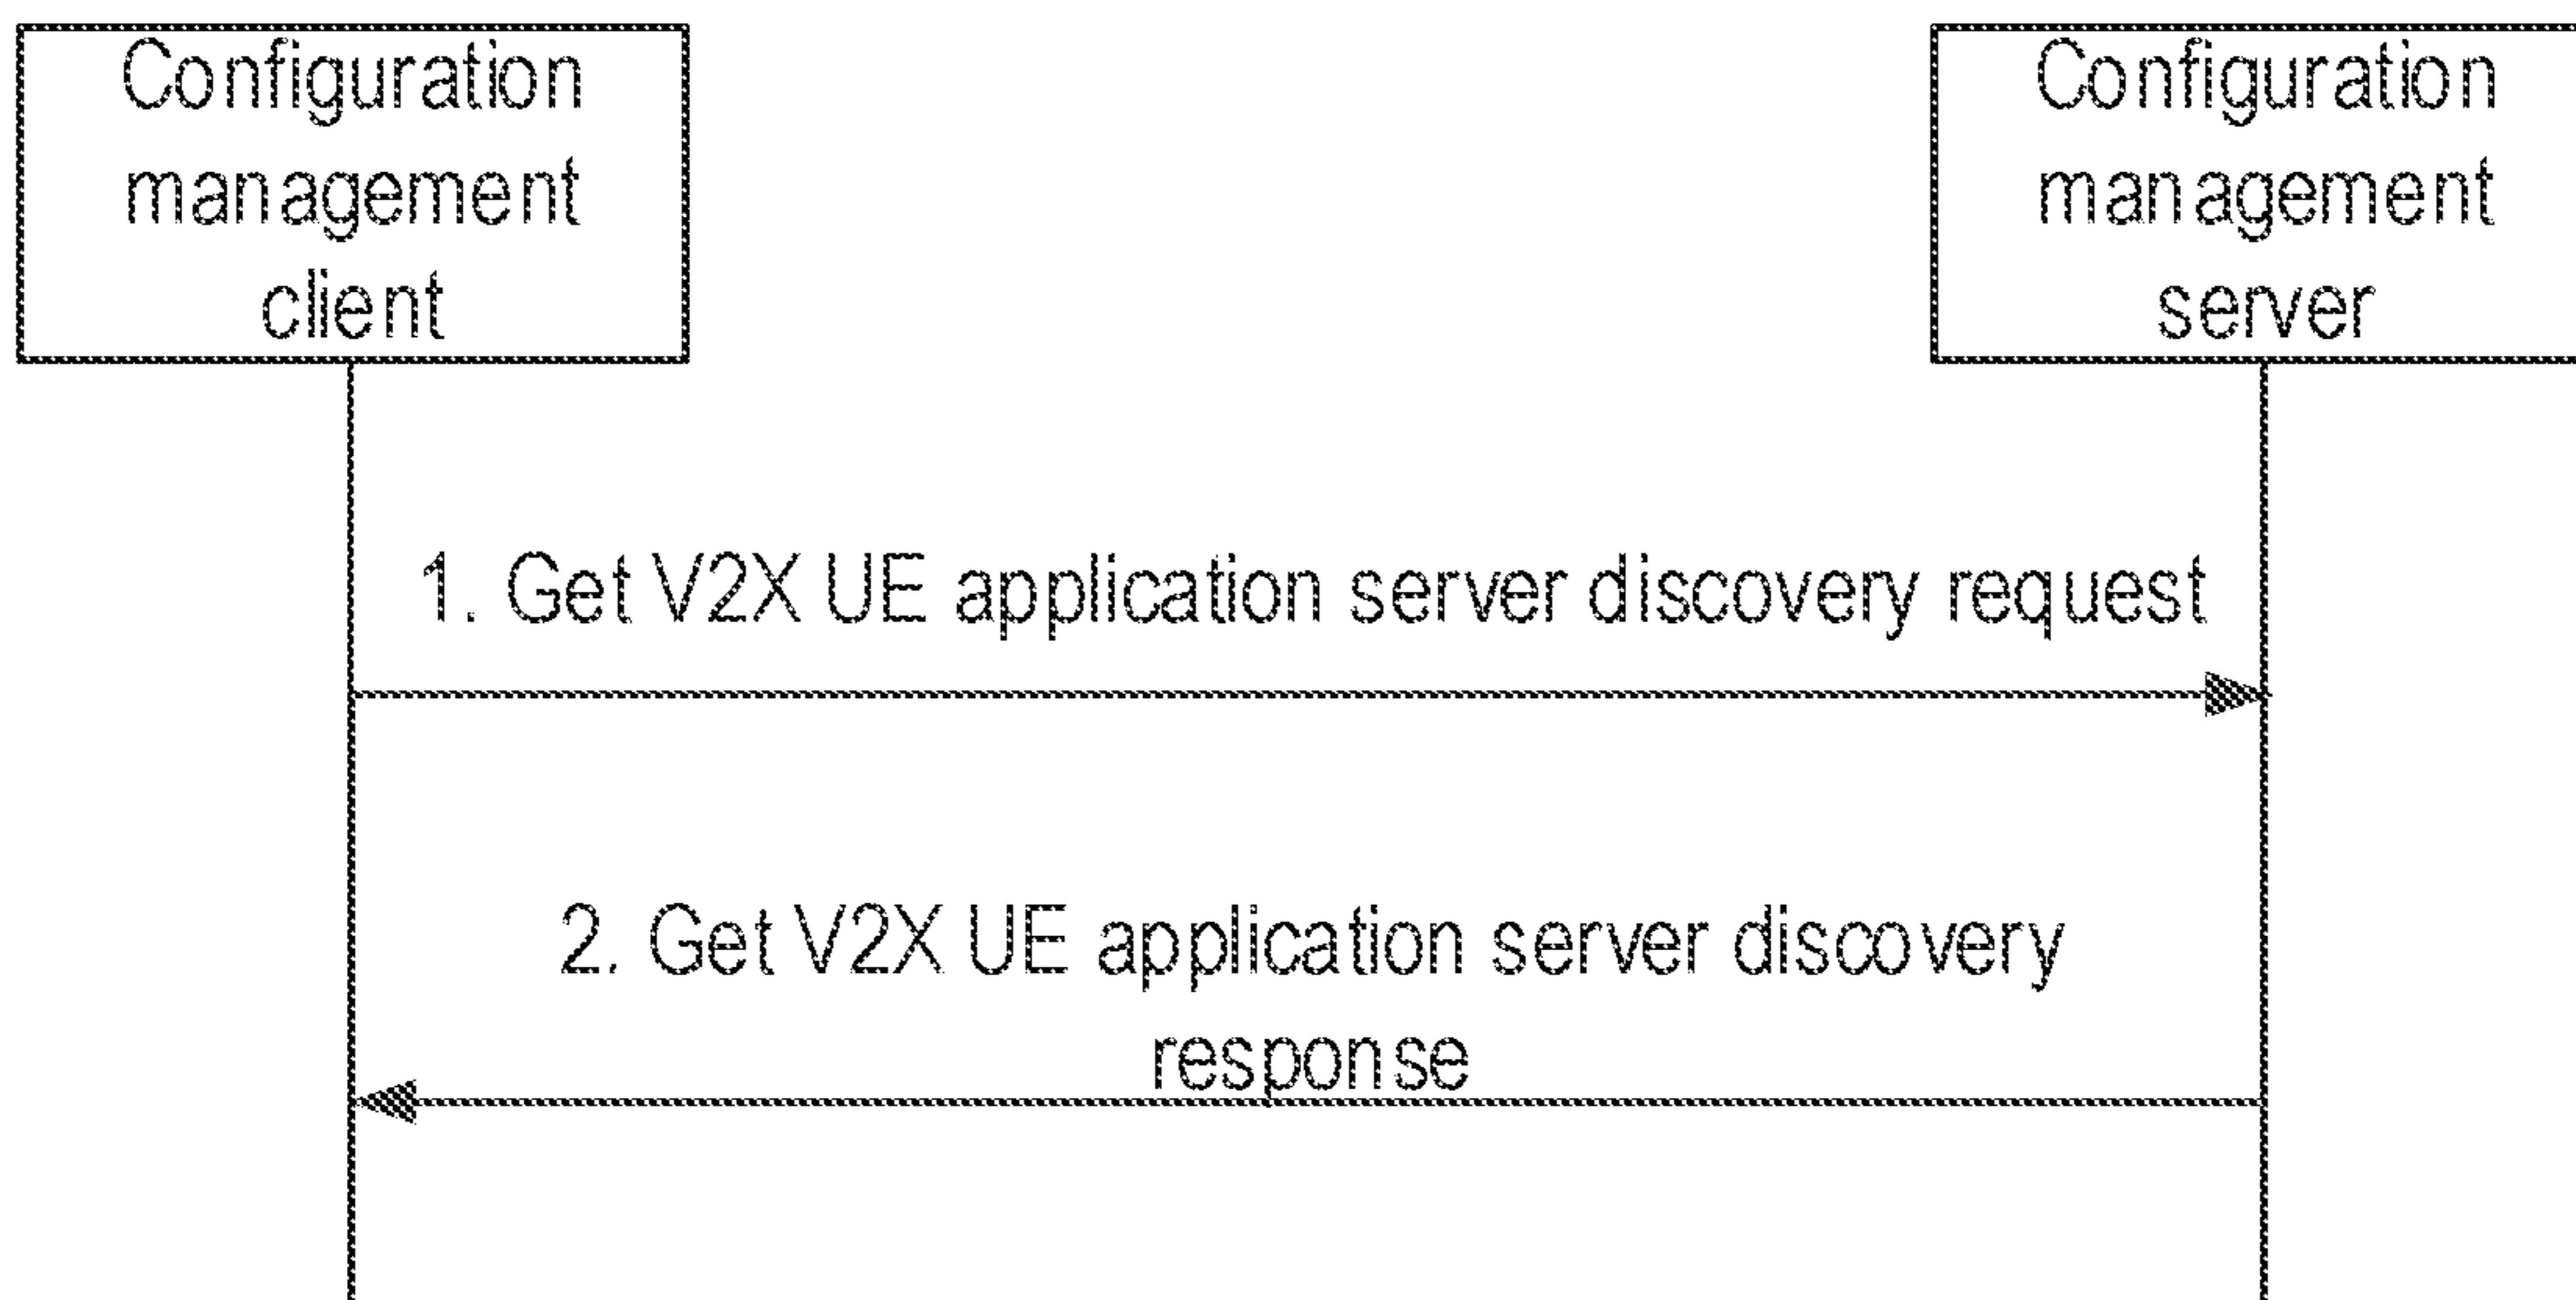 Configuration
management
client
Configuration
management
server
1. Get V2X UE application server discovery request
2. Get V2X UE application server discovery
response